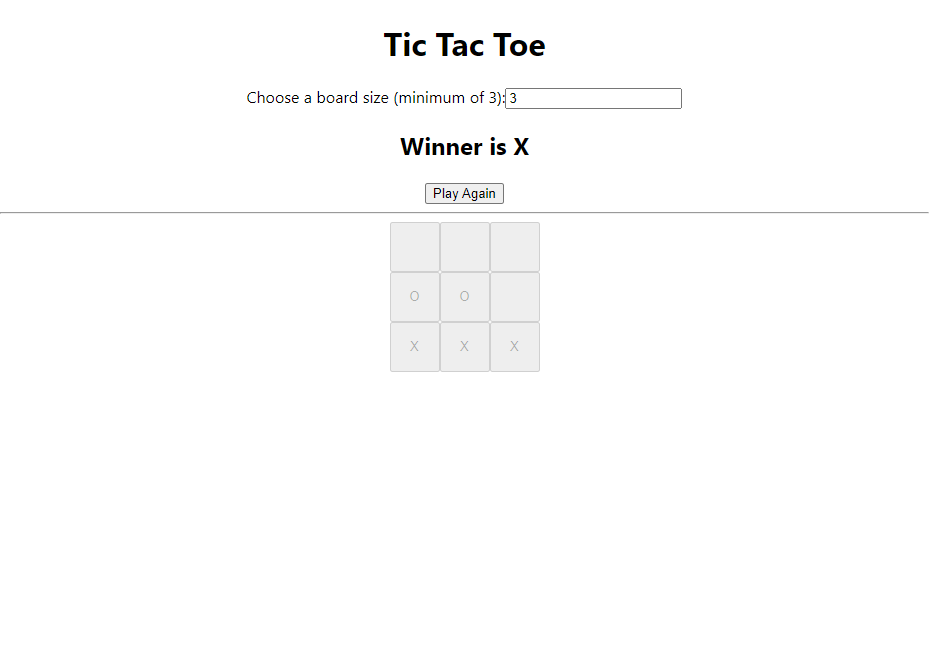 Tic Tac Toe
Choose a board size (minimum of 3):3
Winner is X
Play Again
O O
X X X